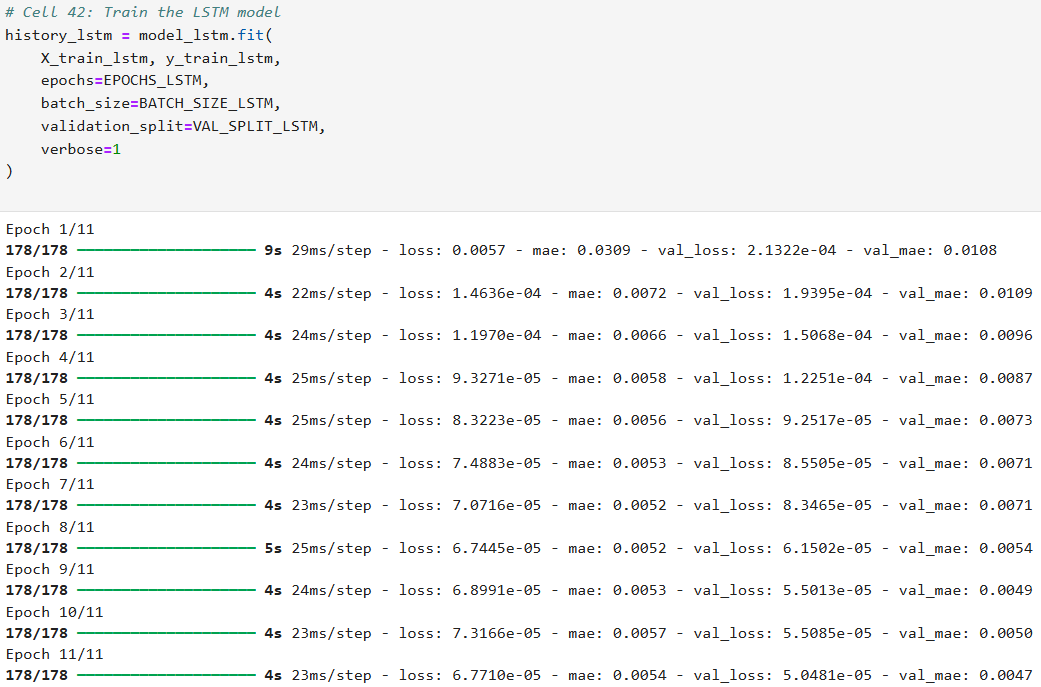 # Cell 42: Train the LSTM model
history_lstm = model_lstm.fit(
    X_train_lstm, y_train_lstm,
    epochs=EPOCHS_LSTM,
    batch_size=BATCH_SIZE_LSTM,
    validation_split=VAL_SPLIT_LSTM,
    verbose=1
)
Epoch 1/11
178/178 ━━━━━━━━━━━━━━━━━━━━ 9s 29ms/step - loss: 0.0057 - mae: 0.0309 - val_loss: 2.1322e-04 - val_mae: 0.0108
Epoch 2/11
178/178 ━━━━━━━━━━━━━━━━━━━━ 4s 22ms/step - loss: 1.4636e-04 - mae: 0.0072 - val_loss: 1.9395e-04 - val_mae: 0.0109
Epoch 3/11
178/178 ━━━━━━━━━━━━━━━━━━━━ 4s 24ms/step - loss: 1.1970e-04 - mae: 0.0066 - val_loss: 1.5068e-04 - val_mae: 0.0096
Epoch 4/11
178/178 ━━━━━━━━━━━━━━━━━━━━ 4s 25ms/step - loss: 9.3271e-05 - mae: 0.0058 - val_loss: 1.2251e-04 - val_mae: 0.0087
Epoch 5/11
178/178 ━━━━━━━━━━━━━━━━━━━━ 4s 25ms/step - loss: 8.3223e-05 - mae: 0.0056 - val_loss: 9.2517e-05 - val_mae: 0.0073
Epoch 6/11
178/178 ━━━━━━━━━━━━━━━━━━━━ 4s 24ms/step - loss: 7.4883e-05 - mae: 0.0053 - val_loss: 8.5505e-05 - val_mae: 0.0071
Epoch 7/11
178/178 ━━━━━━━━━━━━━━━━━━━━ 4s 23ms/step - loss: 7.0716e-05 - mae: 0.0052 - val_loss: 8.3465e-05 - val_mae: 0.0071
Epoch 8/11
178/178 ━━━━━━━━━━━━━━━━━━━━ 5s 25ms/step - loss: 6.7445e-05 - mae: 0.0052 - val_loss: 6.1502e-05 - val_mae: 0.0054
Epoch 9/11
178/178 ━━━━━━━━━━━━━━━━━━━━ 4s 24ms/step - loss: 6.8991e-05 - mae: 0.0053 - val_loss: 5.5013e-05 - val_mae: 0.0049
Epoch 10/11
178/178 ━━━━━━━━━━━━━━━━━━━━ 4s 23ms/step - loss: 7.3166e-05 - mae: 0.0057 - val_loss: 5.5085e-05 - val_mae: 0.0050
Epoch 11/11
178/178 ━━━━━━━━━━━━━━━━━━━━ 4s 23ms/step - loss: 6.7710e-05 - mae: 0.0054 - val_loss: 5.0481e-05 - val_mae: 0.0047